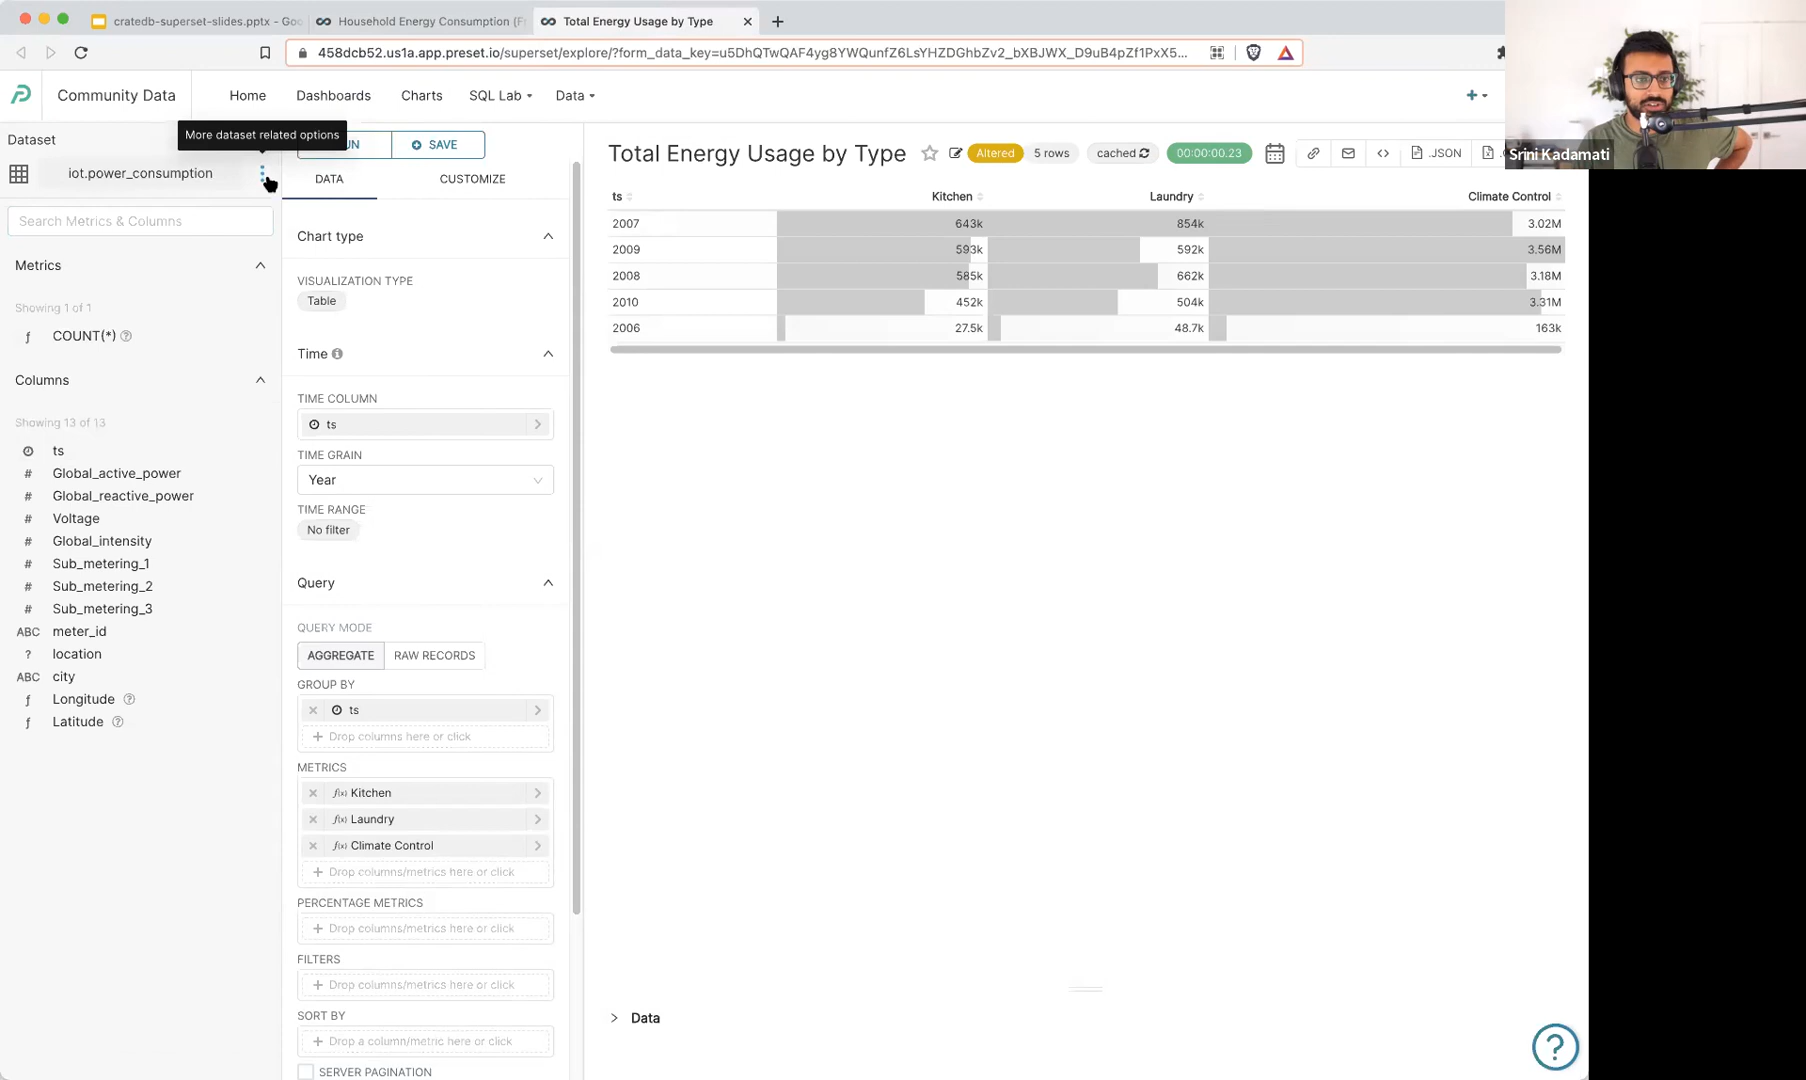 cratedb-superset-slides.pptx - Goo
Household Energy Consumption (F
Total Energy Usage by Type
458dcb52.us1a.app.preset.io/superset/explore/?form_data_key=u5DhQTwQAF4yg8YWQunfZ6LsYHZDGhbZv2_bXBJWX_D9uB4pZf1PxX5...
Community Data
Home
Dashboards
Charts
SQL Lab
Data
Dataset
More dataset related options
iot.power_consumption
Search Metrics & Columns
Metrics
Showing 1 of 1
f COUNT(*) ?
Columns
Showing 13 of 13
ts
# Global_active_power
# Global_reactive_power
# Voltage
# Global_intensity
# Sub_metering_1
# Sub_metering_2
# Sub_metering_3
ABC meter_id
? location
ABC city
f Longitude ?
f Latitude ?
UN
SAVE
DATA
CUSTOMIZE
Chart type
VISUALIZATION TYPE
Table
Time
TIME COLUMN
ts
TIME GRAIN
Year
TIME RANGE
No filter
Query
QUERY MODE
AGGREGATE RAW RECORDS
GROUP BY
ts
+ Drop columns here or click
METRICS
f(x) Kitchen
f(x) Laundry
f(x) Climate Control
+ Drop columns/metrics here or click
PERCENTAGE METRICS
+ Drop columns/metrics here or click
FILTERS
+ Drop columns/metrics here or click
SORT BY
+ Drop a column/metric here or click
SERVER PAGINATION
Total Energy Usage by Type
Altered
5 rows
cached
00:00:00.23
.JSON
Srini Kadamati
ts Kitchen Laundry Climate Control
2007 643k 854k 3.02M
2009 593k 592k 3.56M
2008 585k 662k 3.18M
2010 452k 504k 3.31M
2006 27.5k 48.7k 163k
Data
?